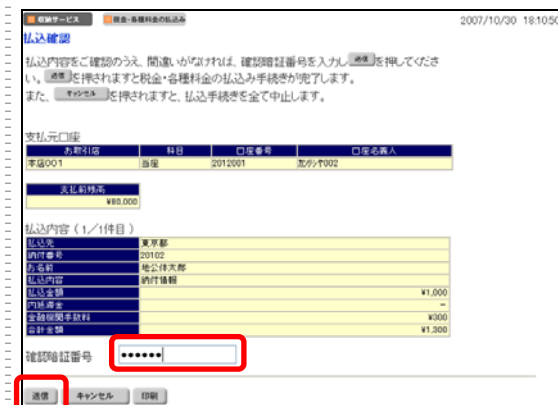 収納サービス 税金・各種料金の払込み 2007/10/30 18:10:50
払込確認
払込内容をご確認のうえ、間違いがなければ、確認暗証番号を入力し 送信 を押してくださ
い。 送信 を押されますと税金・各種料金の払込み手続きが完了します。
また、 キャンセル を押されますと、払込手続きを全て中止します。
支払元口座
お取引店 科目 口座番号 口座名義人
本店001 当座 2012001
支払前残高
¥80,000
払込内容(1/1件目)
払込先 東京都
納付番号 20102
お名前 地公体太郎
払込内容 納付情報
払込金額 ¥1,000
内延滞金 -
金融機関手数料 ¥300
合計金額 ¥1,300
確認暗証番号 ●●●●●●
送信 キャンセル 印刷